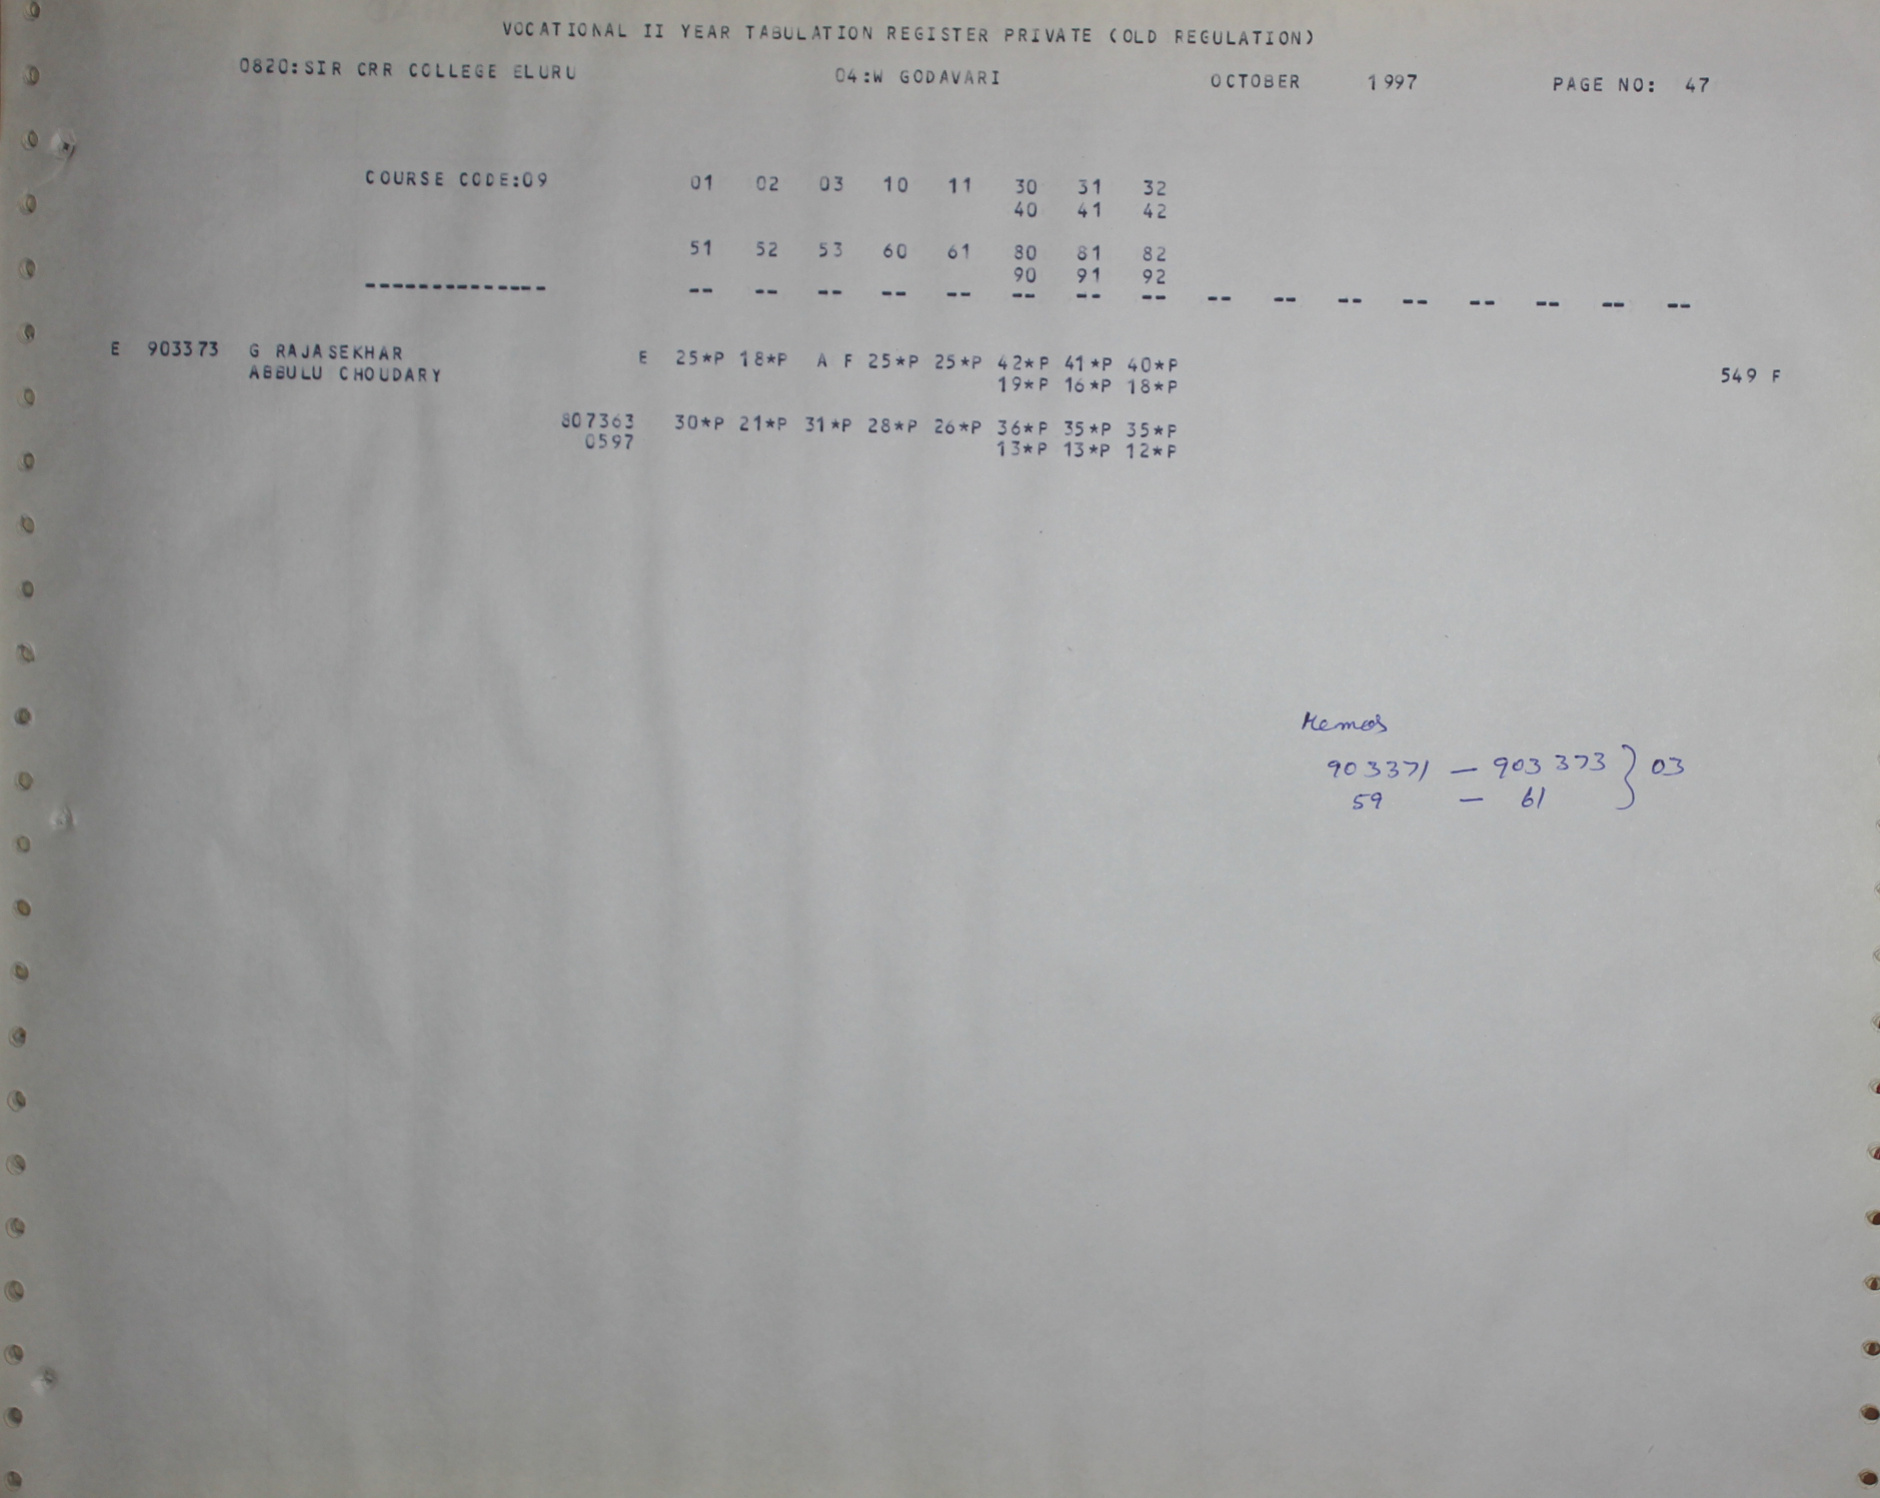 VOCATIONAL II YEAR TABULATION REGISTER PRIVATE (OLD REGULATION)
0820:SIR CRR COLLEGE ELURU 04:W GODAVARI OCTOBER 1997 PAGE NO: 47
COURSE CODE:09 01 02 03 10 11 30 31 32
40 41 42
51 52 53 60 61 80 81 82
90 91 92
-------------- -- -- -- -- -- -- -- -- -- -- -- -- -- -- -- --
E 903373 G RAJASEKHAR E 25*P 18*P A F 25*P 25*P 42*P 41*P 40*P
ABBULU CHOUDARY 19*P 16*P 18*P 549 F
807363 30*P 21*P 31*P 28*P 26*P 36*P 35*P 35*P
0597 13*P 13*P 12*P
Memos
903371 — 903373 } 03
59 — 61